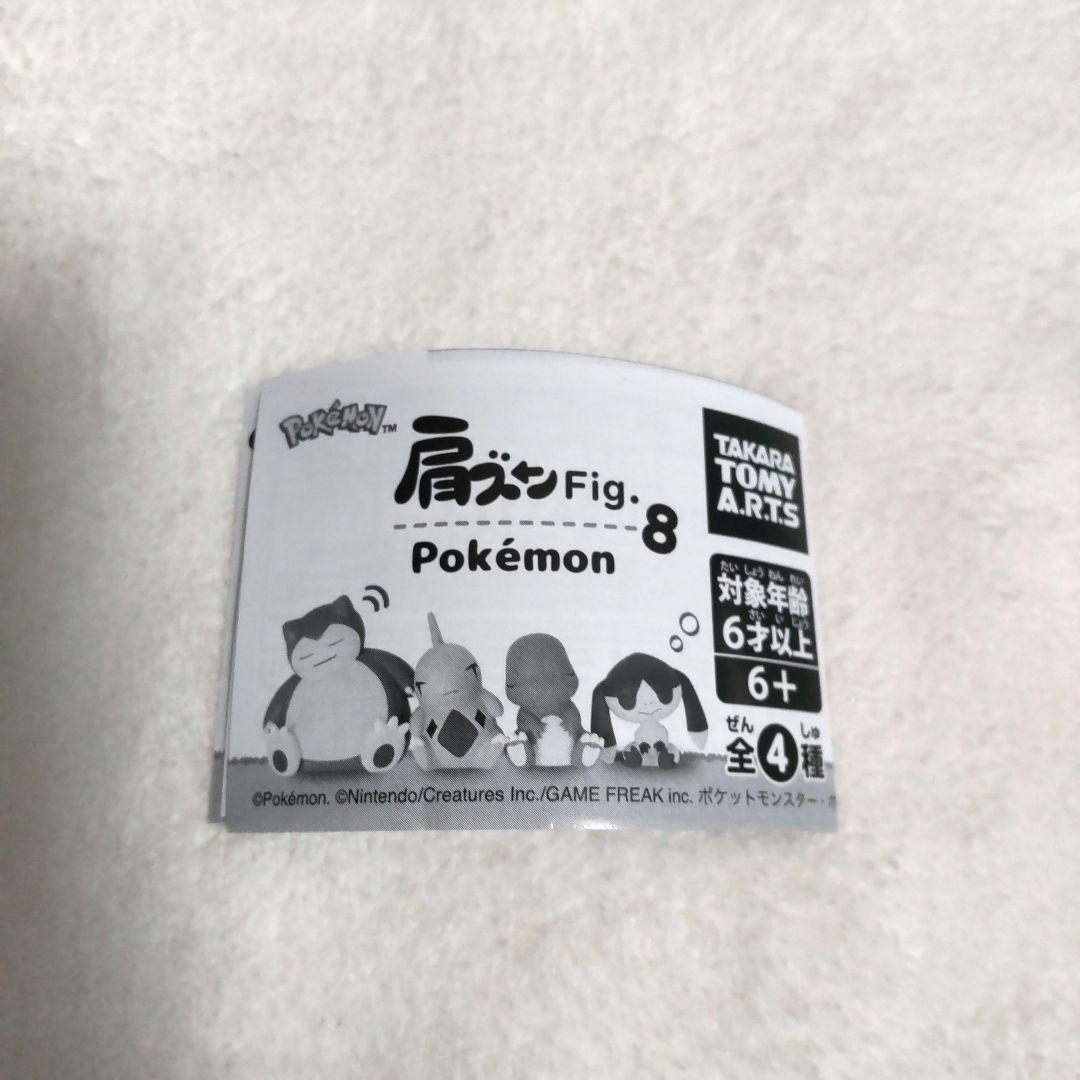 POKéMON™
肩ズンFig.
8
Pokémon
TAKARA
TOMY
A.R.T.S
たいしょうねんれい
対象年齢
さいいじょう
6才以上
6+
ぜん しゅ
全4種
©Pokémon. ©Nintendo/Creatures Inc./GAME FREAK inc. ポケットモンスター・ポ